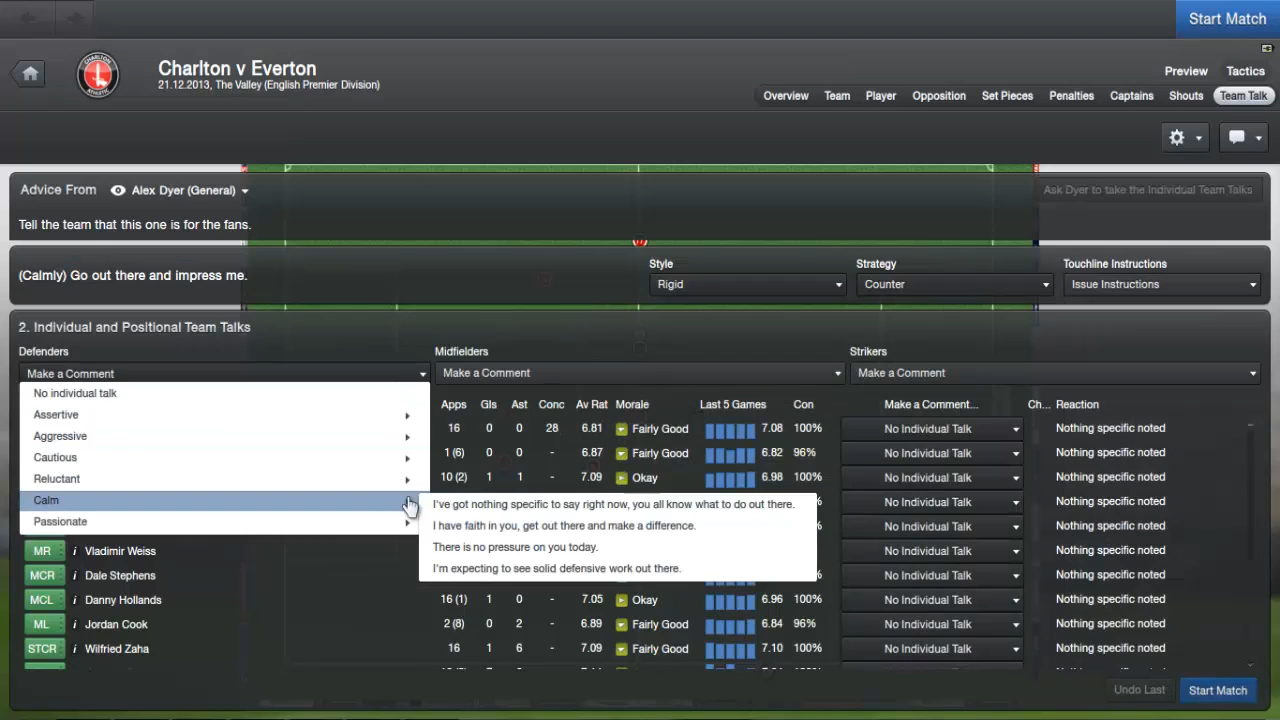 Start Match
Charlton v Everton
21.12.2013, The Valley (English Premier Division)
Preview Tactics
Overview Team Player Opposition Set Pieces Penalties Captains Shouts Team Talk
Advice From Alex Dyer (General)
Ask Dyer to take the Individual Team Talks
Tell the team that this one is for the fans.
(Calmly) Go out there and impress me.
Style Strategy Touchline Instructions
Rigid Counter Issue Instructions
2. Individual and Positional Team Talks
Defenders Midfielders Strikers
Make a Comment Make a Comment Make a Comment
No individual talk
Assertive
Aggressive
Cautious
Reluctant
Calm
Passionate
I've got nothing specific to say right now, you all know what to do out there.
I have faith in you, get out there and make a difference.
There is no pressure on you today.
I'm expecting to see solid defensive work out there.
Apps Gls Ast Conc Av Rat Morale Last 5 Games Con Make a Comment... Ch... Reaction
16 0 0 28 6.81 Fairly Good 7.08 100% No Individual Talk Nothing specific noted
1 (6) 0 0 - 6.87 Fairly Good 6.82 96% No Individual Talk Nothing specific noted
10 (2) 1 1 - 7.09 Okay 6.98 100% No Individual Talk Nothing specific noted
No Individual Talk Nothing specific noted
No Individual Talk Nothing specific noted
MR i Vladimir Weiss No Individual Talk Nothing specific noted
MCR i Dale Stephens No Individual Talk Nothing specific noted
MCL i Danny Hollands 16 (1) 1 0 - 7.05 Okay 6.96 100% No Individual Talk Nothing specific noted
ML i Jordan Cook 2 (8) 0 2 - 6.89 Fairly Good 6.84 96% No Individual Talk Nothing specific noted
STCR i Wilfried Zaha 16 1 6 - 7.09 Fairly Good 7.10 100% No Individual Talk Nothing specific noted
Undo Last Start Match